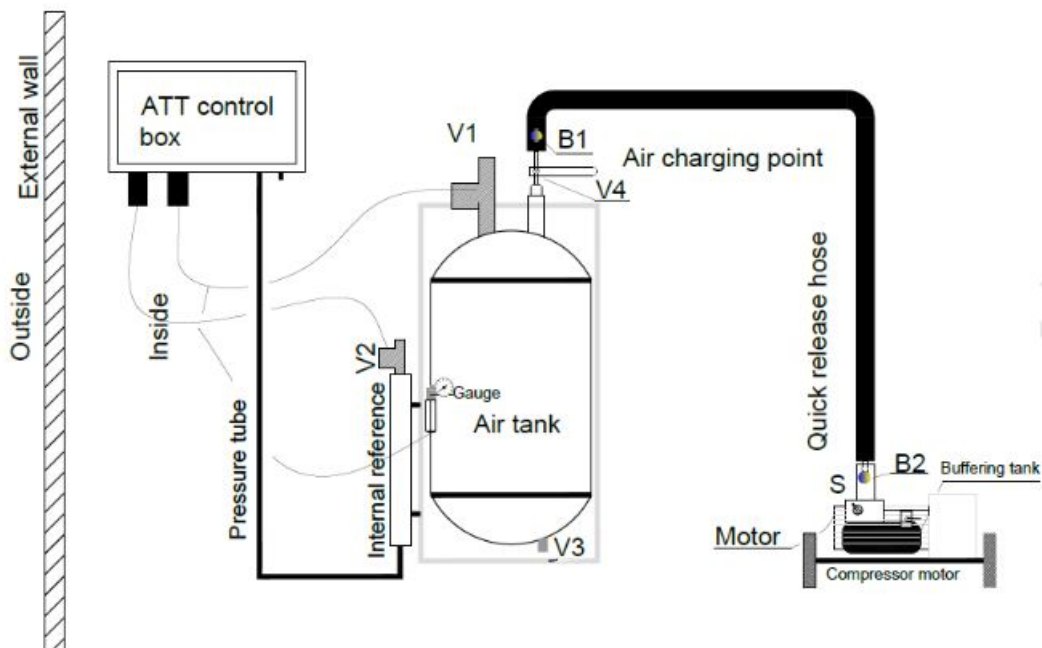 External wall
Outside
Inside
ATT control
box
V1
B1
Air charging point
V4
Quick release hose
V2
Gauge
Air tank
Internal reference
Pressure tube
V3
S
B2
Buffering tank
Motor
Compressor motor